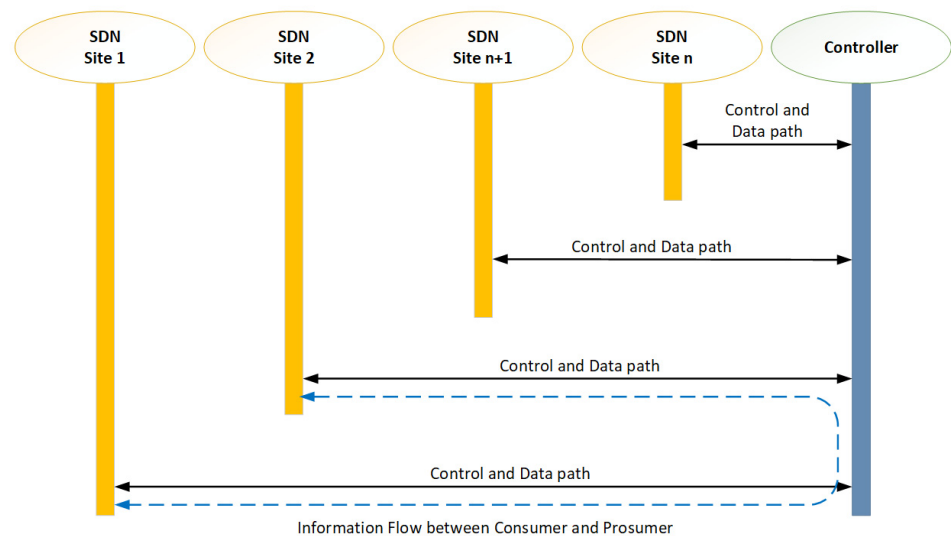 SDN
Site 1
SDN
Site 2
SDN
Site n+1
SDN
Site n
Controller
Control and
Data path
Control and Data path
Control and Data path
Control and Data path
Information Flow between Consumer and Prosumer